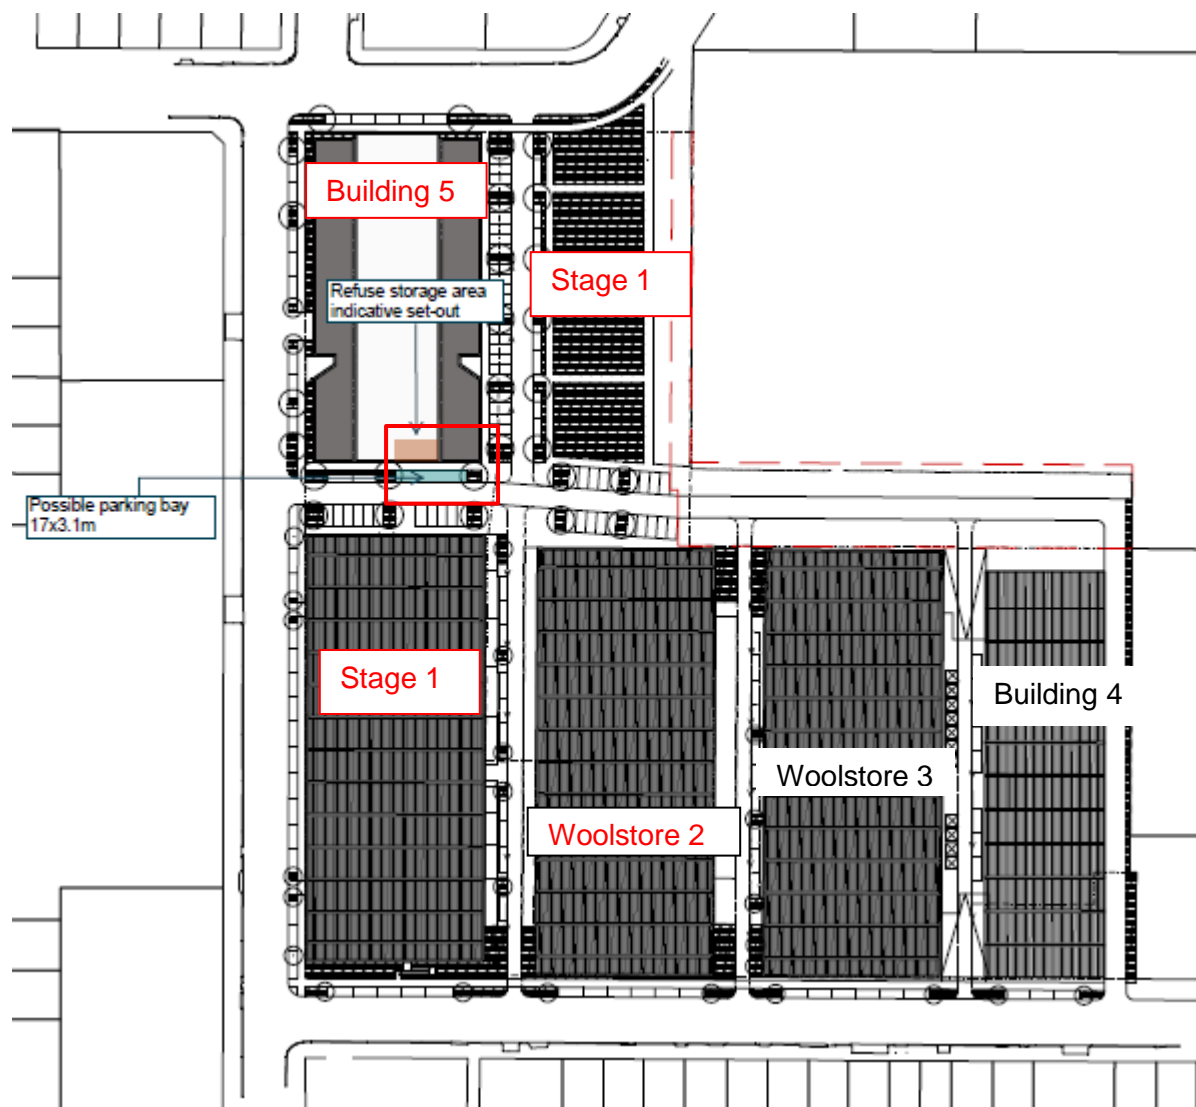 Building 5
Stage 1
Refuse storage area
indicative set-out
Possible parking bay
17x3.1m
Stage 1
Building 4
Woolstore 3
Woolstore 2